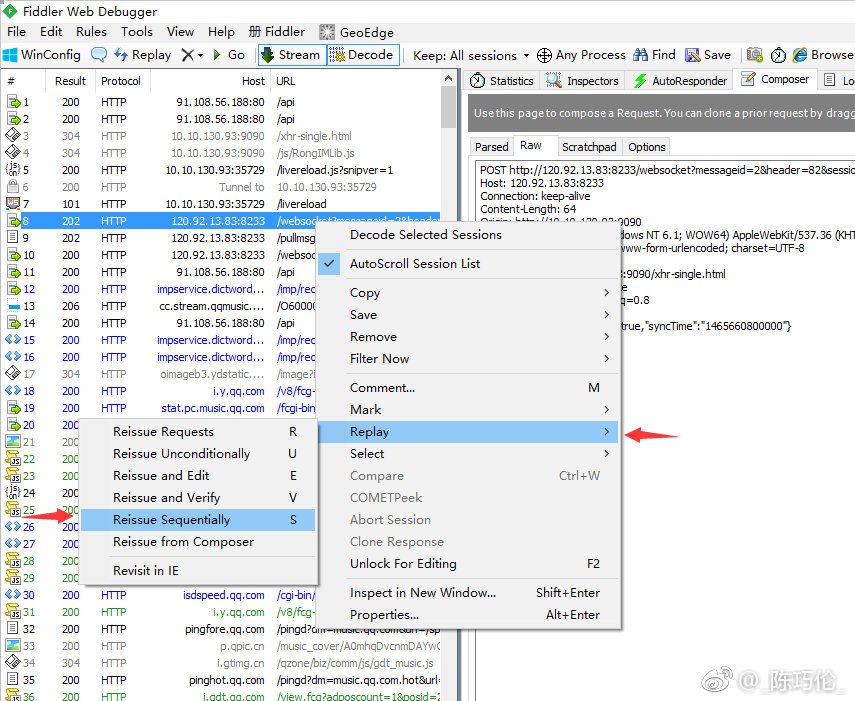 Fiddler Web Debugger
File Edit Rules Tools View Help Fiddler GeoEdge
WinConfig Replay Go Stream Decode Keep: All sessions Any Process Find Save Browse
# Result Protocol Host URL
Statistics Inspectors AutoResponder Composer Lo
Use this page to compose a Request. You can clone a prior request by dragg
Parsed Raw Scratchpad Options
POST http://120.92.13.83:8233/websocket?messageid=2&header=82&sessio
Host: 120.92.13.83:8233
Connection: keep-alive
Content-Length: 64
Origin: http://10.10.130.93:9090
dows NT 6.1; WOW64) AppleWebKit/537.36 (KHT
www-form-urlencoded; charset=UTF-8
:9090/xhr-single.html
e
q=0.8
true,"syncTime":"1465660800000"}
1 200 HTTP 91.108.56.188:80 /api
2 200 HTTP 91.108.56.188:80 /api
3 304 HTTP 10.10.130.93:9090 /xhr-single.html
4 304 HTTP 10.10.130.93:9090 /js/RongIMLib.js
5 200 HTTP 10.10.130.93:35729 /livereload.js?snipver=1
6 200 HTTP Tunnel to 10.10.130.93:35729
7 101 HTTP 10.10.130.93:35729 /livereload
8 202 HTTP 120.92.13.83:8233 /websocket?messageid=2&header
9 202 HTTP 120.92.13.83:8233 /pullmsg
10 200 HTTP 120.92.13.83:8233 /websoc
11 200 HTTP 91.108.56.188:80 /api
12 200 HTTP impservice.dictword... /imp/rec
13 206 HTTP cc.stream.qqmusic.... /O60000
14 200 HTTP 91.108.56.188:80 /api
15 200 HTTP impservice.dictword... /imp/rec
16 200 HTTP impservice.dictword... /imp/rec
17 304 HTTP oimageb3.ydstatic.... /image?i
18 200 HTTP i.y.qq.com /v8/fcg-
19 200 HTTP stat.pc.music.qq.com /fcgi-bin
20 200
21 200
22 200
23 200
24 200
25 200
26 200
27 200
28 200
29 200
30 200 HTTP isdspeed.qq.com /cgi-bin/
31 200 HTTP i.y.qq.com /v8/fcg-
32 200 HTTP pingfore.qq.com /pingd?dm=music.qq.com&url=/sp
33 200 HTTP p.qpic.cn /music_cover/A0mhqDvcnmDAYwC
34 304 HTTP i.gtimg.cn /qzone/biz/comm/js/gdt_music.js
35 200 HTTP pinghot.qq.com /pingd?dm=music.qq.com.hot&url=
36 200 HTTP i.gdt.qq.com /view.fcg?adposcount=1&posid=2
Decode Selected Sessions
AutoScroll Session List
Copy
Save
Remove
Filter Now
Comment... M
Mark
Replay
Select
Compare Ctrl+W
COMETPeek
Abort Session
Clone Response
Unlock For Editing F2
Inspect in New Window... Shift+Enter
Properties... Alt+Enter
Reissue Requests R
Reissue Unconditionally U
Reissue and Edit E
Reissue and Verify V
Reissue Sequentially S
Reissue from Composer
Revisit in IE
@_陈巧伦_